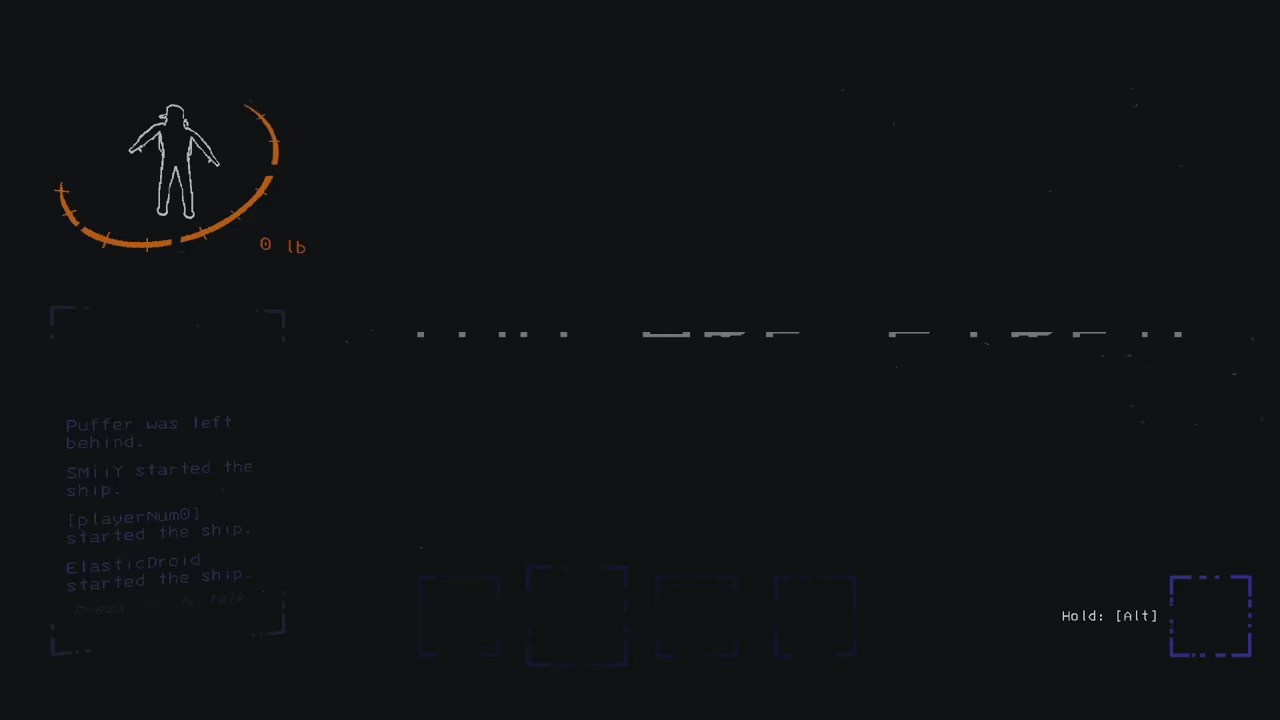 0 lb
Puffer was left
behind.
SMiiY started the
ship.
[playerNum0]
started the ship.
ElasticDroid
started the ship.
Hold: [Alt]